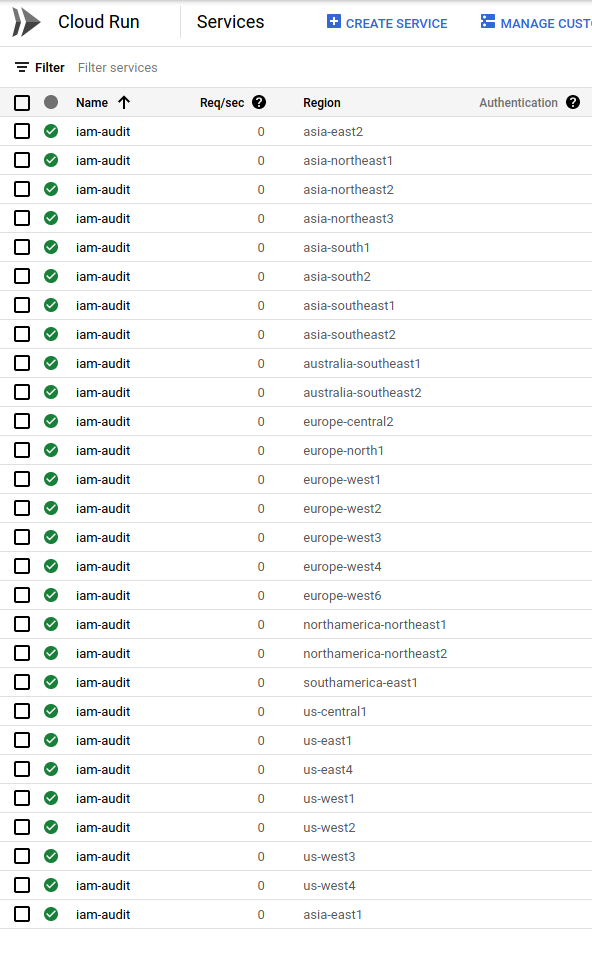 Cloud Run Services CREATE SERVICE MANAGE CUST
Filter Filter services
Name Req/sec Region Authentication
iam-audit 0 asia-east2
iam-audit 0 asia-northeast1
iam-audit 0 asia-northeast2
iam-audit 0 asia-northeast3
iam-audit 0 asia-south1
iam-audit 0 asia-south2
iam-audit 0 asia-southeast1
iam-audit 0 asia-southeast2
iam-audit 0 australia-southeast1
iam-audit 0 australia-southeast2
iam-audit 0 europe-central2
iam-audit 0 europe-north1
iam-audit 0 europe-west1
iam-audit 0 europe-west2
iam-audit 0 europe-west3
iam-audit 0 europe-west4
iam-audit 0 europe-west6
iam-audit 0 northamerica-northeast1
iam-audit 0 northamerica-northeast2
iam-audit 0 southamerica-east1
iam-audit 0 us-central1
iam-audit 0 us-east1
iam-audit 0 us-east4
iam-audit 0 us-west1
iam-audit 0 us-west2
iam-audit 0 us-west3
iam-audit 0 us-west4
iam-audit 0 asia-east1